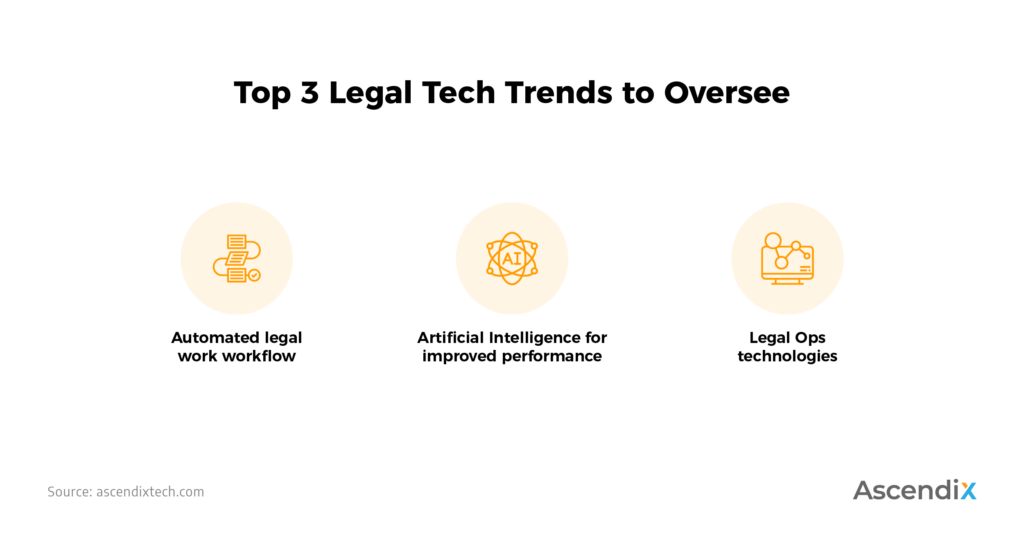 Top 3 Legal Tech Trends to Oversee
AI
Automated legal
work workflow
Artificial Intelligence for
improved performance
Legal Ops
technologies
Source: ascendixtech.com
Ascendix